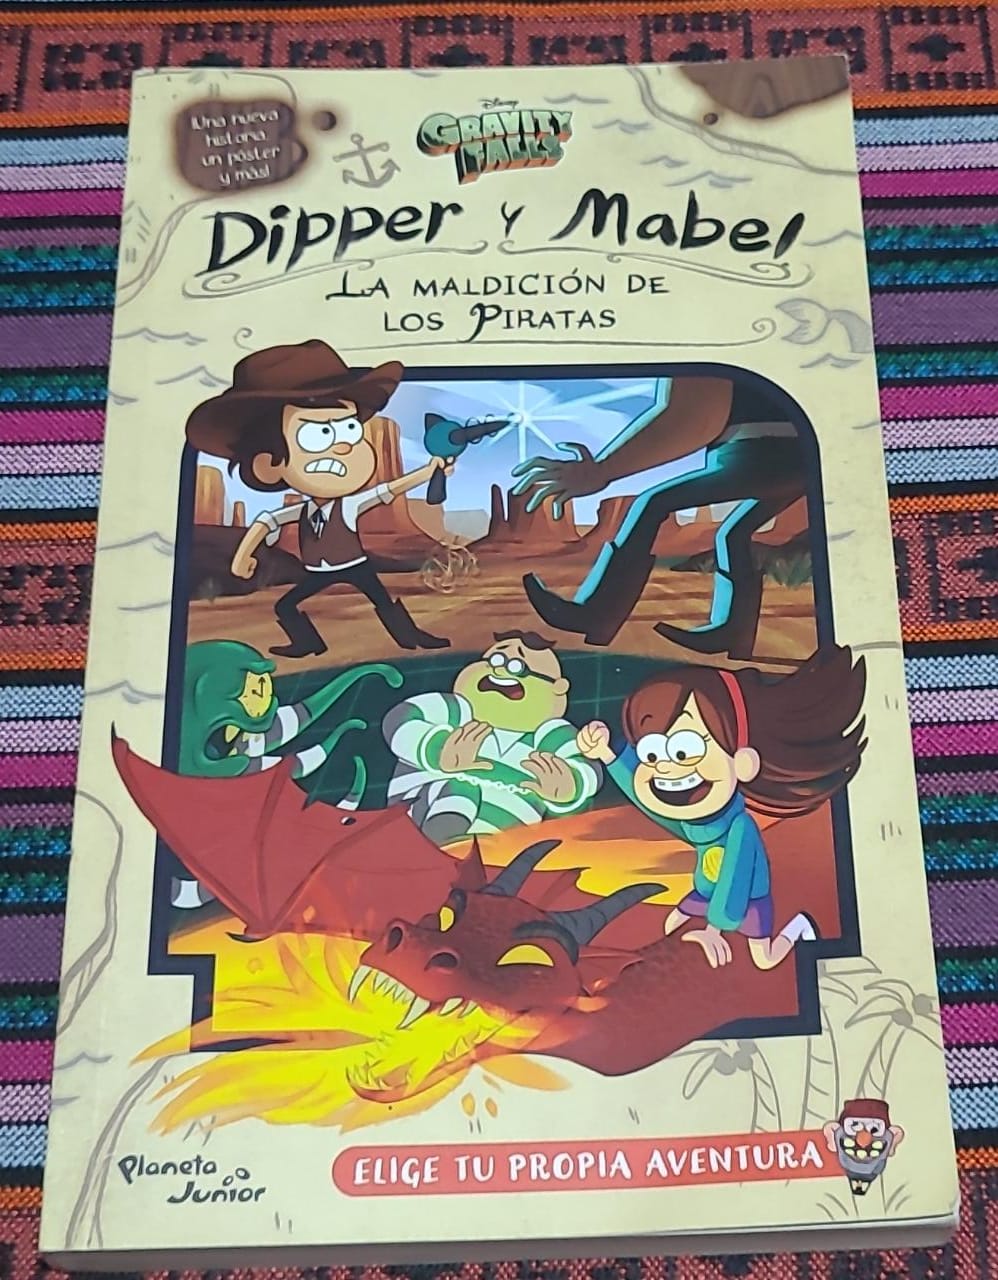 ¡Una nueva
historia,
un póster
y más!
Disney
GRAVITY
FALLS
Dipper y Mabel
LA MALDICIÓN DE
LOS PIRATAS
Planeta
Junior
ELIGE TU PROPIA AVENTURA